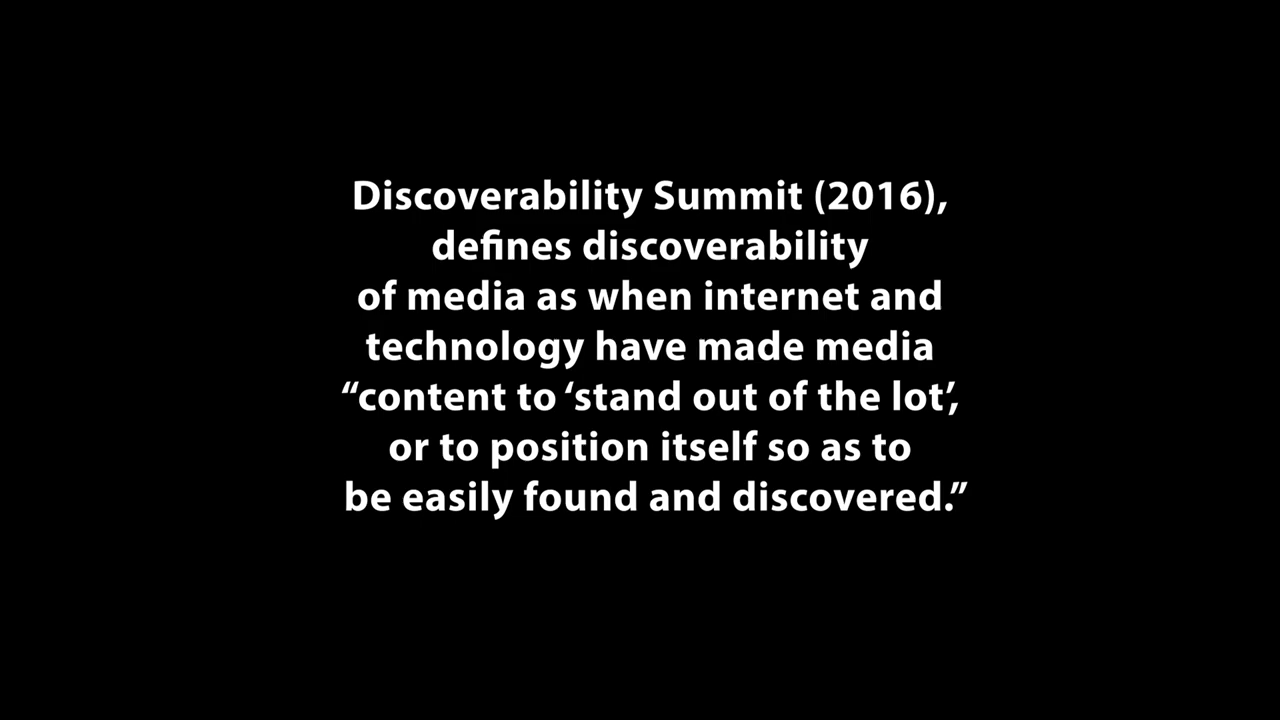 Discoverability Summit (2016),
defines discoverability
of media as when internet and
technology have made media
“content to ‘stand out of the lot’,
or to position itself so as to
be easily found and discovered.”